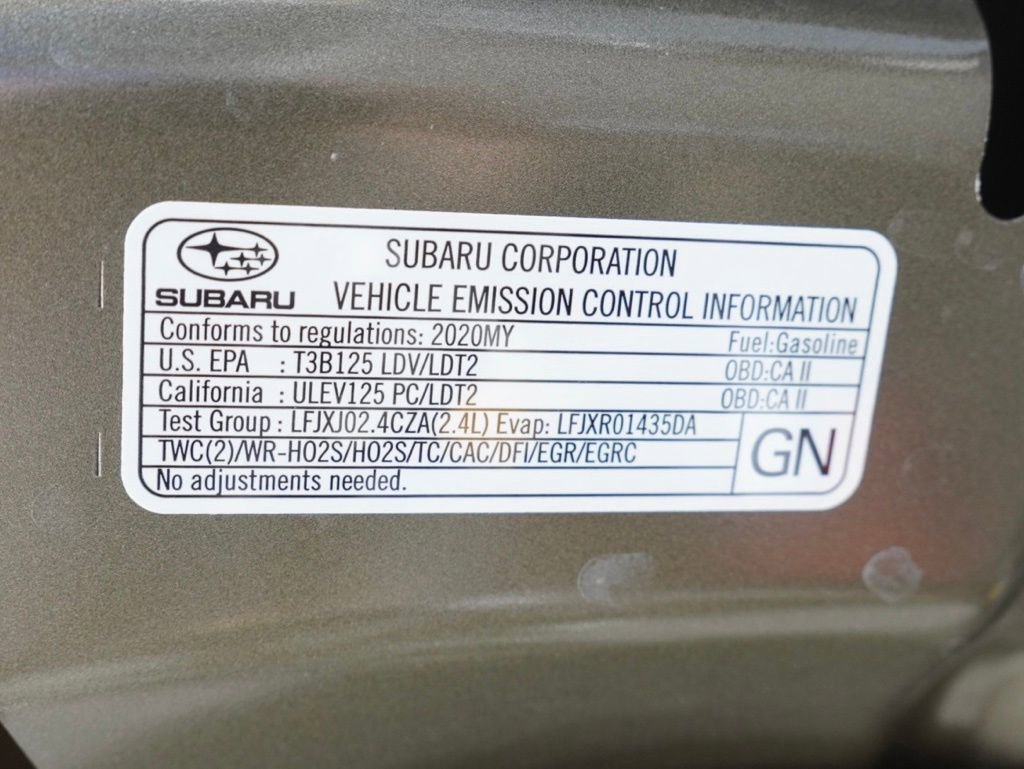 SUBARU
SUBARU CORPORATION
VEHICLE EMISSION CONTROL INFORMATION
Conforms to regulations: 2020MY Fuel:Gasoline
U.S. EPA : T3B125 LDV/LDT2 OBD:CA II
California : ULEV125 PC/LDT2 OBD:CA II
Test Group : LFJXJ02.4CZA(2.4L) Evap: LFJXR01435DA
TWC(2)/WR-HO2S/HO2S/TC/CAC/DFI/EGR/EGRC
No adjustments needed.
GN